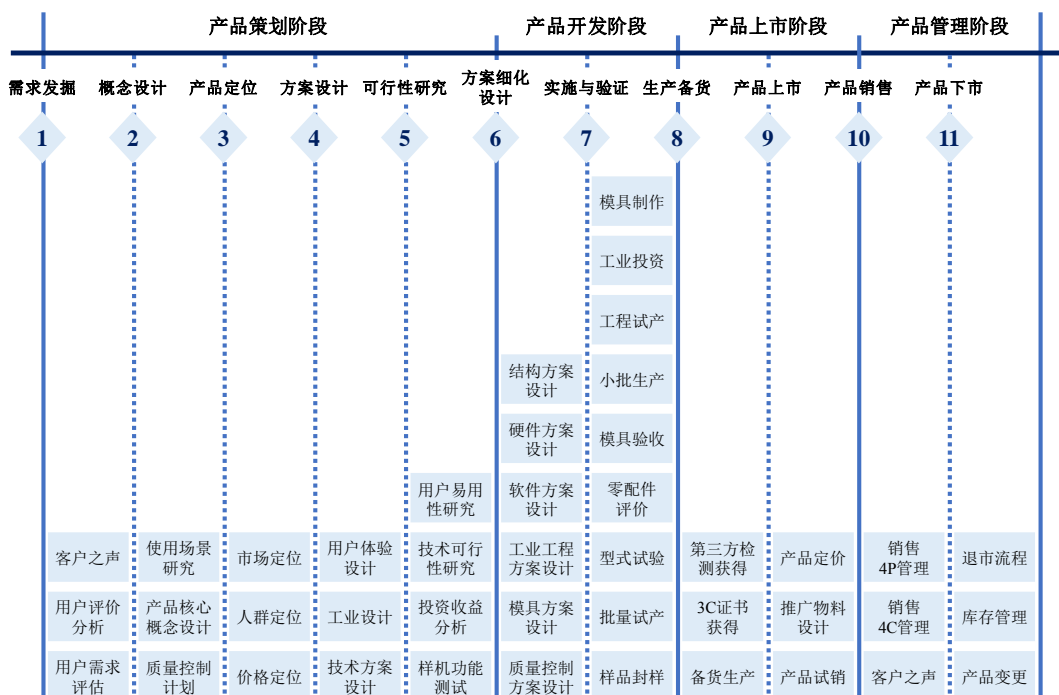 产品策划阶段
产品开发阶段
产品上市阶段
产品管理阶段
需求发掘
概念设计
产品定位
方案设计
可行性研究
方案细化
设计
实施与验证
生产备货
产品上市
产品销售
产品下市
1
2
3
4
5
6
7
8
9
10
11
模具制作
工业投资
工程试产
结构方案
设计
小批生产
硬件方案
设计
模具验收
用户易用
性研究
软件方案
设计
零配件
评价
客户之声
使用场景
研究
市场定位
用户体验
设计
技术可行
性研究
工业工程
方案设计
型式试验
第三方检
测获得
产品定价
销售
4P管理
退市流程
用户评价
分析
产品核心
概念设计
人群定位
工业设计
投资收益
分析
模具方案
设计
批量试产
3C证书
获得
推广物料
设计
销售
4C管理
库存管理
用户需求
评估
质量控制
计划
价格定位
技术方案
设计
样机功能
测试
质量控制
方案设计
样品封样
备货生产
产品试销
客户之声
产品变更